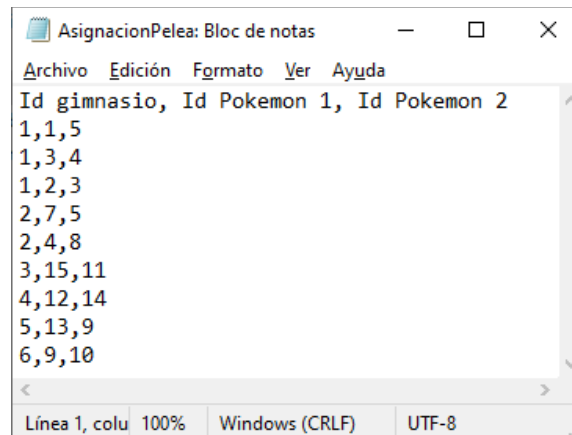 AsignacionPelea: Bloc de notas
Archivo Edición Formato Ver Ayuda
Id gimnasio, Id Pokemon 1, Id Pokemon 2
1,1,5
1,3,4
1,2,3
2,7,5
2,4,8
3,15,11
4,12,14
5,13,9
6,9,10
Línea 1, colu 100% Windows (CRLF) UTF-8